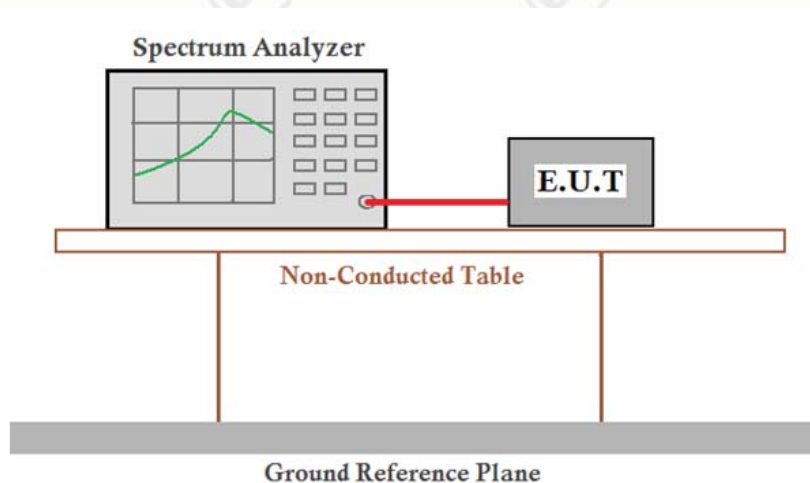 Spectrum Analyzer
E.U.T
Non-Conducted Table
Ground Reference Plane